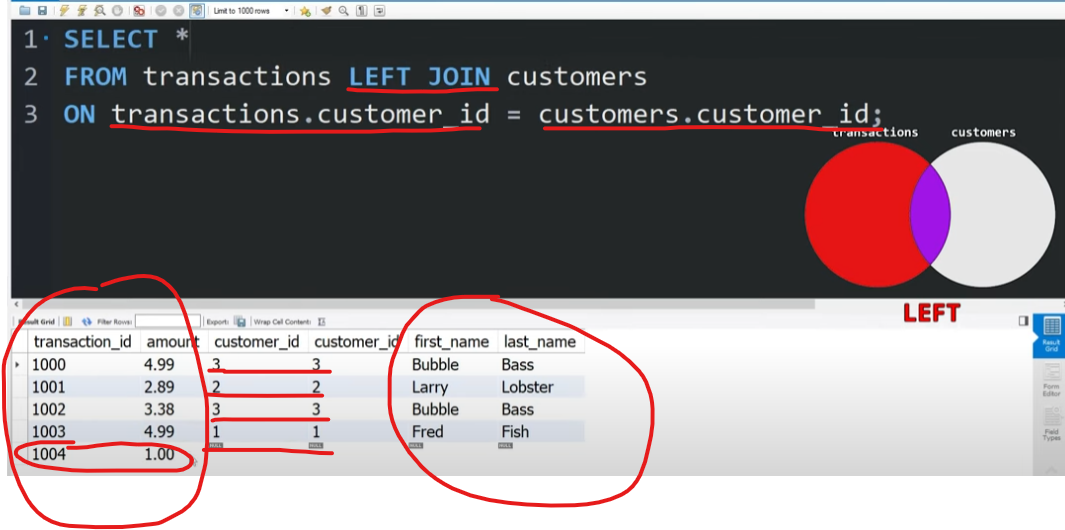 Limit to 1000 rows
1 SELECT *
2 FROM transactions LEFT JOIN customers
3 ON transactions.customer_id = customers.customer_id;
transactions customers
LEFT
Result Grid Filter Rows: Export: Wrap Cell Content:
transaction_id amount customer_id customer_id first_name last_name
1000 4.99 3 3 Bubble Bass
1001 2.89 2 2 Larry Lobster
1002 3.38 3 3 Bubble Bass
1003 4.99 1 1 Fred Fish
1004 1.00 NULL NULL NULL NULL
Result
Grid
Form
Editor
Field
Types